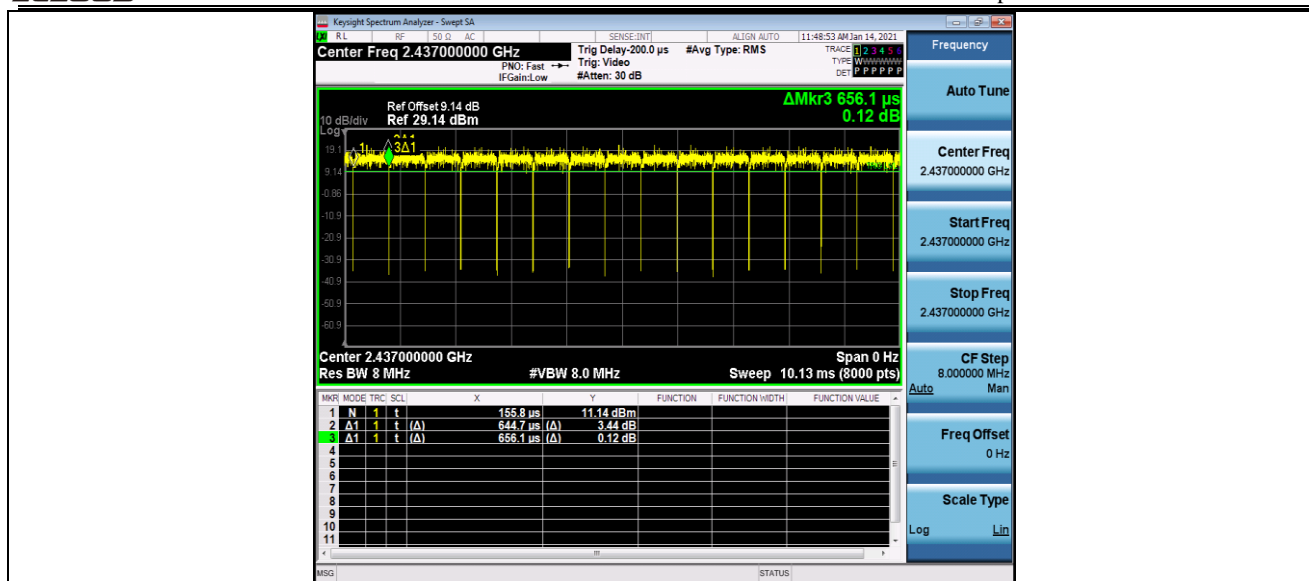 Keysight Spectrum Analyzer - Swept SA
RL RF 50 Ω AC SENSE:INT ALIGN AUTO 11:48:53 AM Jan 14, 2021
Center Freq 2.437000000 GHz
PNO: Fast
IFGain:Low
Trig Delay-200.0 µs
Trig: Video
#Atten: 30 dB
#Avg Type: RMS
TRACE 1 2 3 4 5 6
TYPE WWWWWW
DET P P P P P P
ΔMkr3 656.1 µs
0.12 dB
Ref Offset 9.14 dB
10 dB/div Ref 29.14 dBm
Log
19.1
9.14
-0.86
-10.9
-20.9
-30.9
-40.9
-50.9
-60.9
3Δ1
Center 2.437000000 GHz Span 0 Hz
Res BW 8 MHz #VBW 8.0 MHz Sweep 10.13 ms (8000 pts)
MKR MODE TRC SCL X Y FUNCTION FUNCTION WIDTH FUNCTION VALUE
1 N 1 t 155.8 µs 11.14 dBm
2 Δ1 1 t (Δ) 644.7 µs (Δ) 3.44 dB
3 Δ1 1 t (Δ) 656.1 µs (Δ) 0.12 dB
4
5
6
7
8
9
10
11
MSG STATUS
Frequency
Auto Tune
Center Freq
2.437000000 GHz
Start Freq
2.437000000 GHz
Stop Freq
2.437000000 GHz
CF Step
8.000000 MHz
Auto Man
Freq Offset
0 Hz
Scale Type
Log Lin